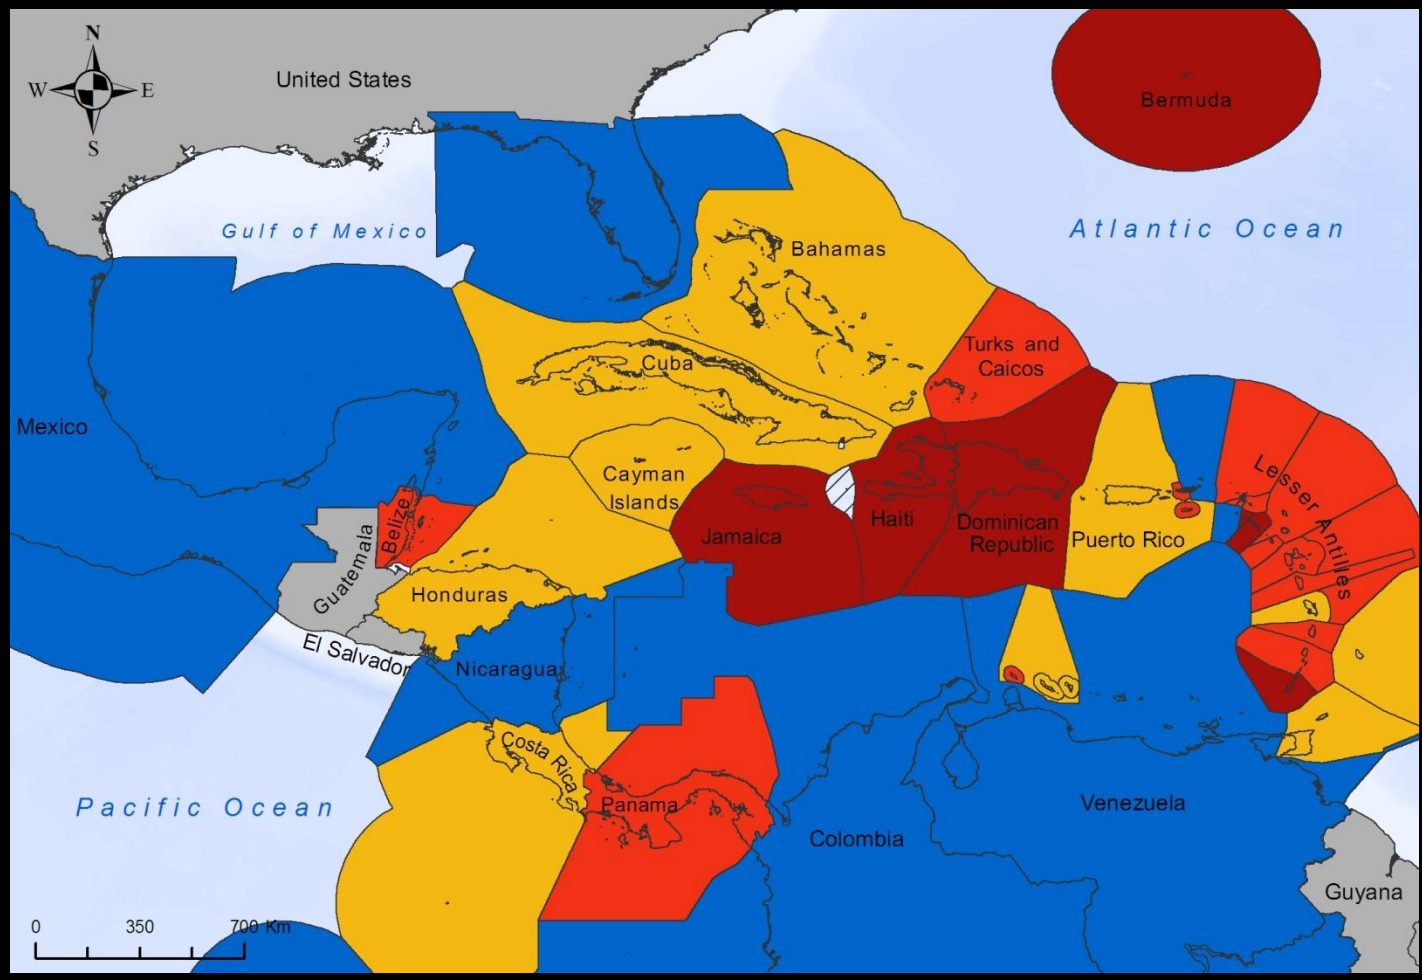 N
W E
S
United States
Bermuda
Gulf of Mexico
Atlantic Ocean
Bahamas
Turks and
Caicos
Cuba
Mexico
Cayman
Islands
Lesser Antilles
Belize
Jamaica
Haiti
Dominican
Republic
Puerto Rico
Guatemala
Honduras
El Salvador
Nicaragua
Costa Rica
Panama
Pacific Ocean
Venezuela
Colombia
Guyana
0 350 700 Km